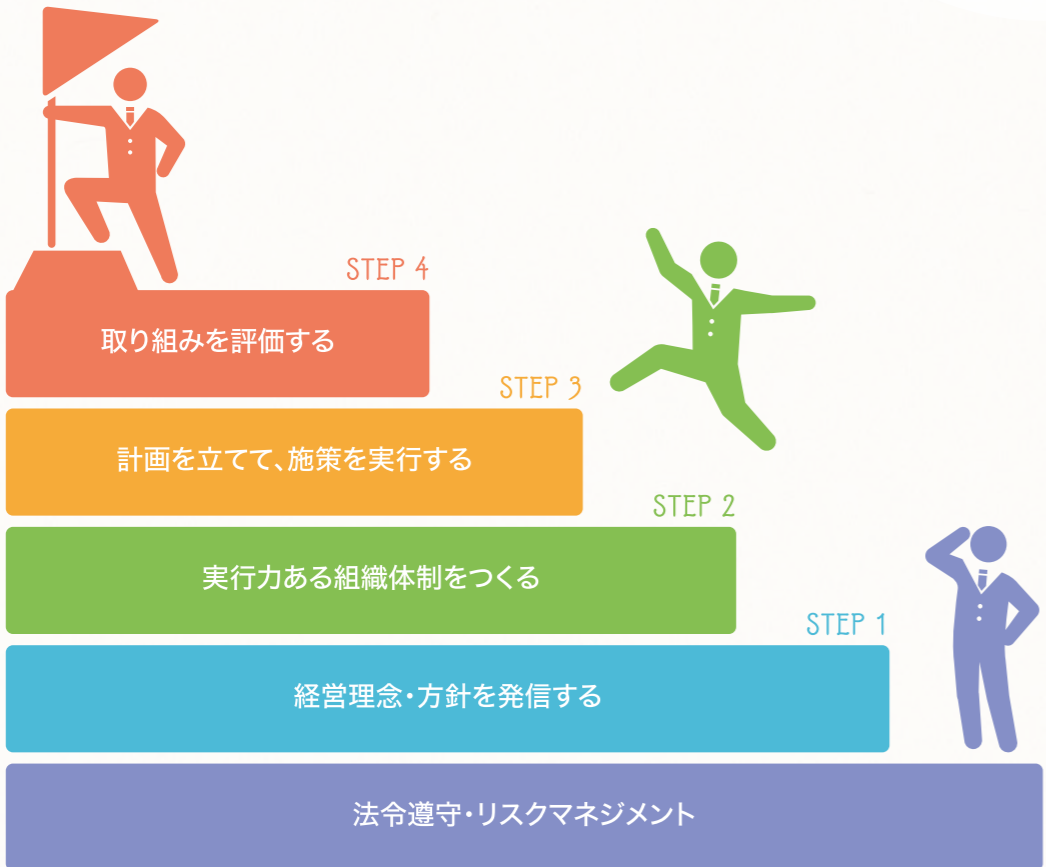 STEP 4
取り組みを評価する
STEP 3
計画を立てて、施策を実行する
STEP 2
実行力ある組織体制をつくる
STEP 1
経営理念・方針を発信する
法令遵守・リスクマネジメント